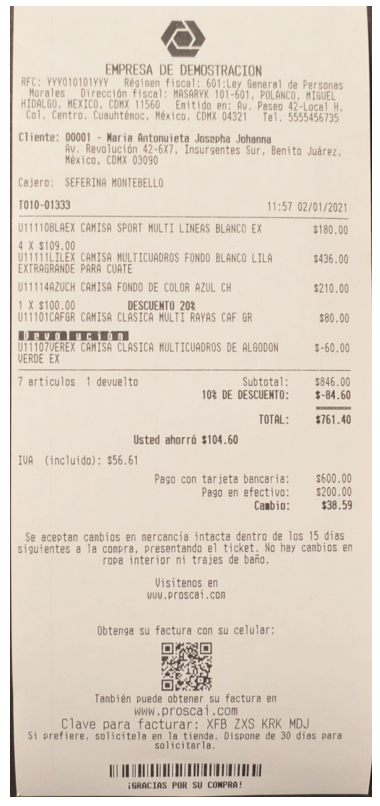 EMPRESA DE DEMOSTRACION
RFC: YYY010101YYY Régimen fiscal: 601:Ley General de Personas
Morales Dirección fiscal: MASARYK 101-601, POLANCO, MIGUEL
HIDALGO, MEXICO, CDMX 11560 Emitido en: Av. Paseo 42-Local H,
Col. Centro, Cuauhtémoc, México, CDMX 04321 Tel. 5555456735
Cliente: 00001 - Maria Antonuieta Josepha Johanna
Av. Revolución 42-6X7, Insurgentes Sur, Benito Juárez,
México, CDMX 03090
Cajero: SEFERINA MONTEBELLO
T010-01333 11:57 02/01/2021
U11110BLAEX CAMISA SPORT MULTI LINEAS BLANCO EX $180.00
4 X $109.00
U11111LILEX CAMISA MULTICUADROS FONDO BLANCO LILA $436.00
EXTRAGRANDE PARA CUATE
U11114AZUCH CAMISA FONDO DE COLOR AZUL CH $210.00
1 X $100.00 DESCUENTO 20%
U11101CAFGR CAMISA CLASICA MULTI RAYAS CAF GR $80.00
Devolución
U11107VEREX CAMISA CLASICA MULTICUADROS DE ALGODON $-60.00
VERDE EX
7 artículos 1 devuelto Subtotal: $846.00
10% DE DESCUENTO: $-84.60
TOTAL: $761.40
Usted ahorró $104.60
IVA (incluido): $56.61
Pago con tarjeta bancaria: $600.00
Pago en efectivo: $200.00
Cambio: $38.59
Se aceptan cambios en mercancía intacta dentro de los 15 días
siguientes a la compra, presentando el ticket. No hay cambios en
ropa interior ni trajes de baño.
Visítenos en
www.proscai.com
Obtenga su factura con su celular:
También puede obtener su factura en
www.proscai.com
Clave para facturar: XFB ZXS KRK MDJ
Si prefiere, solicítela en la tienda. Dispone de 30 días para
solicitarla.
¡GRACIAS POR SU COMPRA!